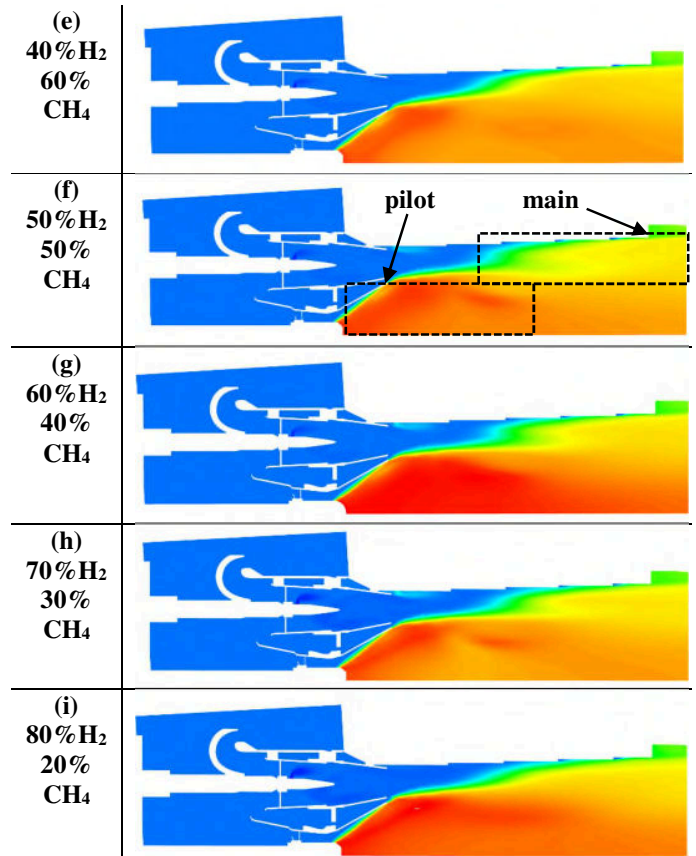 (e)
40%H₂
60%
CH₄
(f)
50%H₂
50%
CH₄
pilot
main
(g)
60%H₂
40%
CH₄
(h)
70%H₂
30%
CH₄
(i)
80%H₂
20%
CH₄